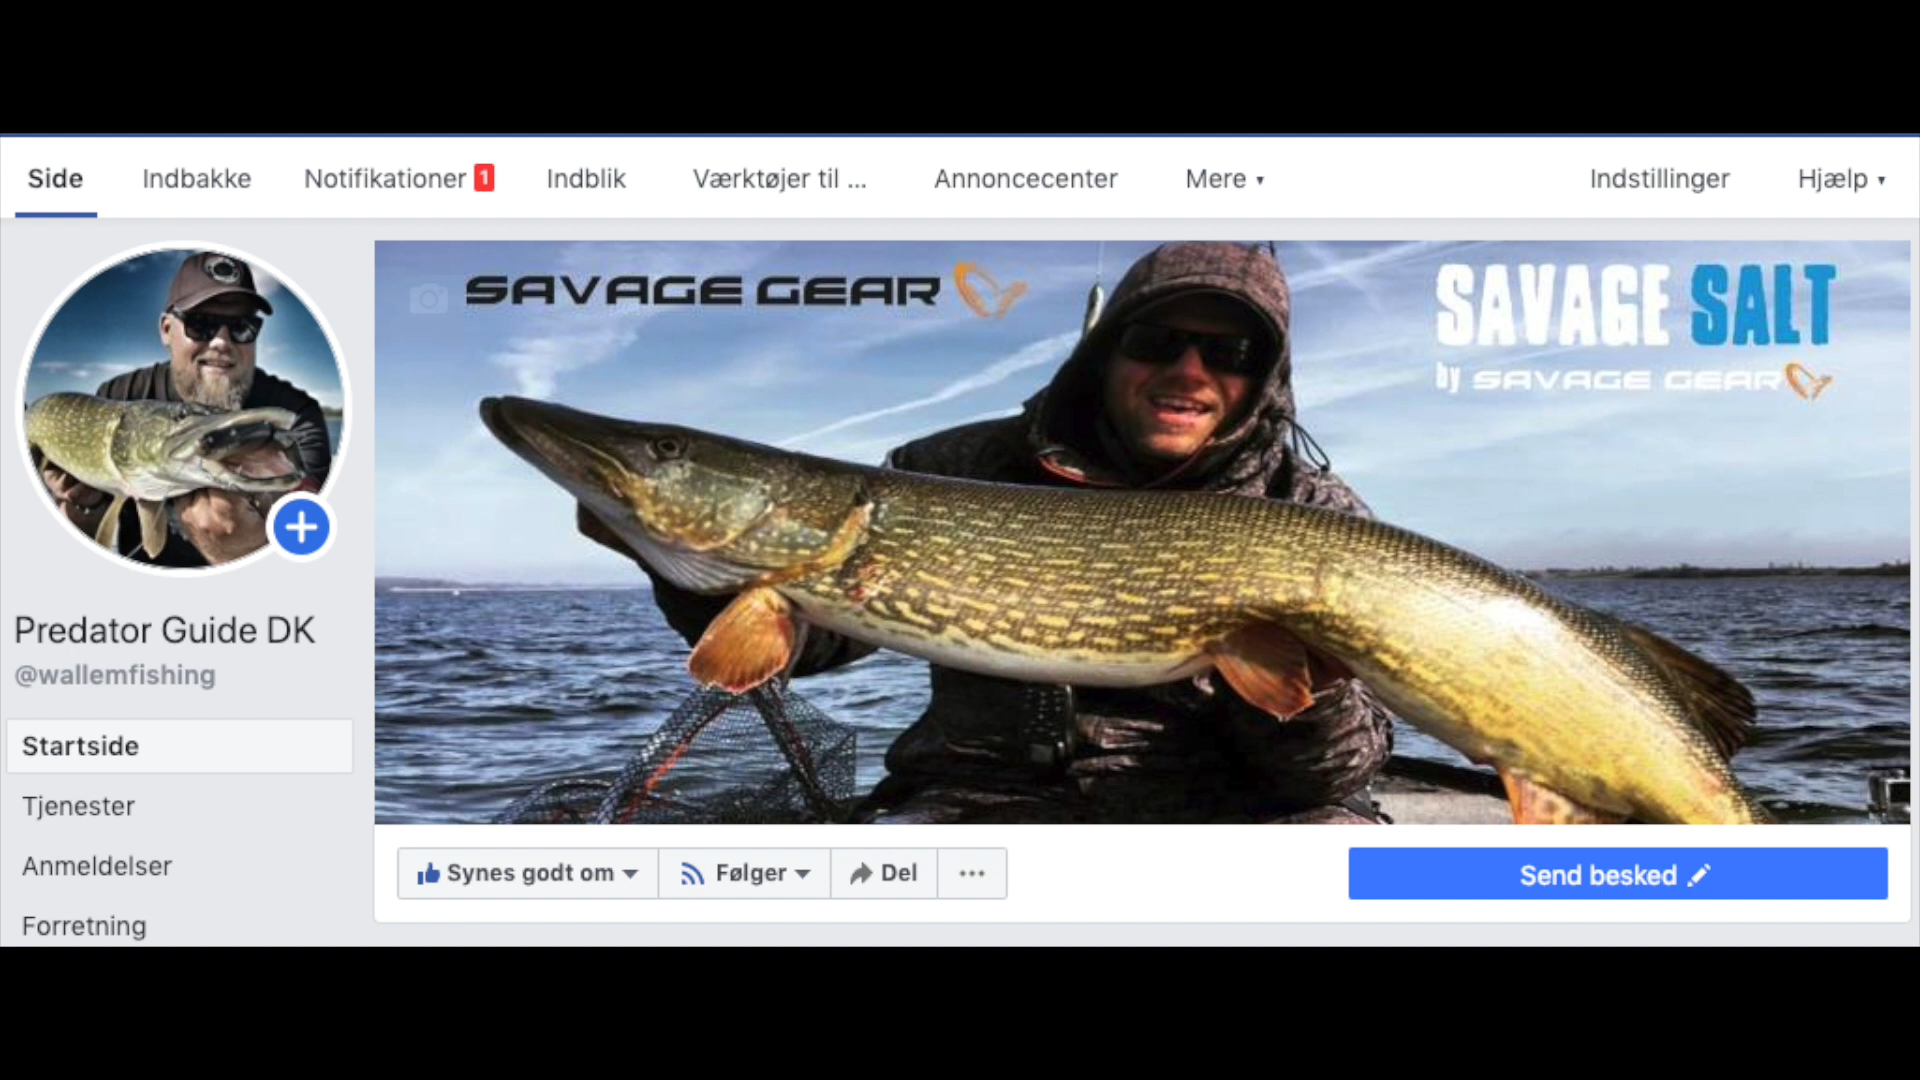 Side Indbakke Notifikationer 1 Indblik Værktøjer til ... Annoncecenter Mere Indstillinger Hjælp
SAVAGE GEAR
SAVAGE SALT
by SAVAGE GEAR
Predator Guide DK
@wallemfishing
Startside
Tjenester
Anmeldelser
Forretning
Synes godt om Følger Del ... Send besked